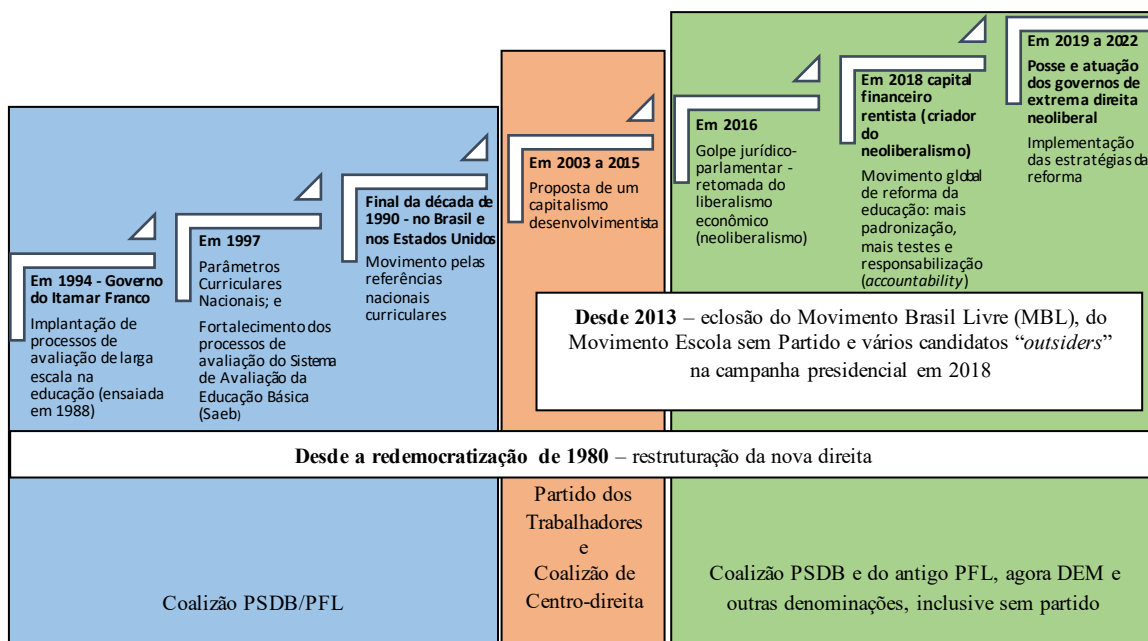 Em 1994 - Governo
do Itamar Franco
Implantação de
processos de
avaliação de larga
escala na
educação (ensaiada
em 1988)
Em 1997
Parâmetros
Curriculares
Nacionais; e
Fortalecimento dos
processos de
avaliação do Sistema
de Avaliação da
Educação Básica
(Saeb)
Final da década de
1990 - no Brasil e
nos Estados Unidos
Movimento pelas
referências
nacionais
curriculares
Em 2003 a 2015
Proposta de um
capitalismo
desenvolvimentista
Em 2016
Golpe jurídico-
parlamentar -
retomada do
liberalismo
econômico
(neoliberalismo)
Em 2018 capital
financeiro
rentista (criador
do
neoliberalismo)
Movimento global
de reforma da
educação: mais
padronização,
mais testes e
responsabilização
(accountability)
Em 2019 a 2022
Posse e atuação
dos governos de
extrema direita
neoliberal
Implementação
das estratégias da
reforma
Desde 2013 – eclosão do Movimento Brasil Livre (MBL), do
Movimento Escola sem Partido e vários candidatos “outsiders”
na campanha presidencial em 2018
Desde a redemocratização de 1980 – restruturação da nova direita
Coalizão PSDB/PFL
Partido dos
Trabalhadores
e
Coalizão de
Centro-direita
Coalizão PSDB e do antigo PFL, agora DEM e
outras denominações, inclusive sem partido